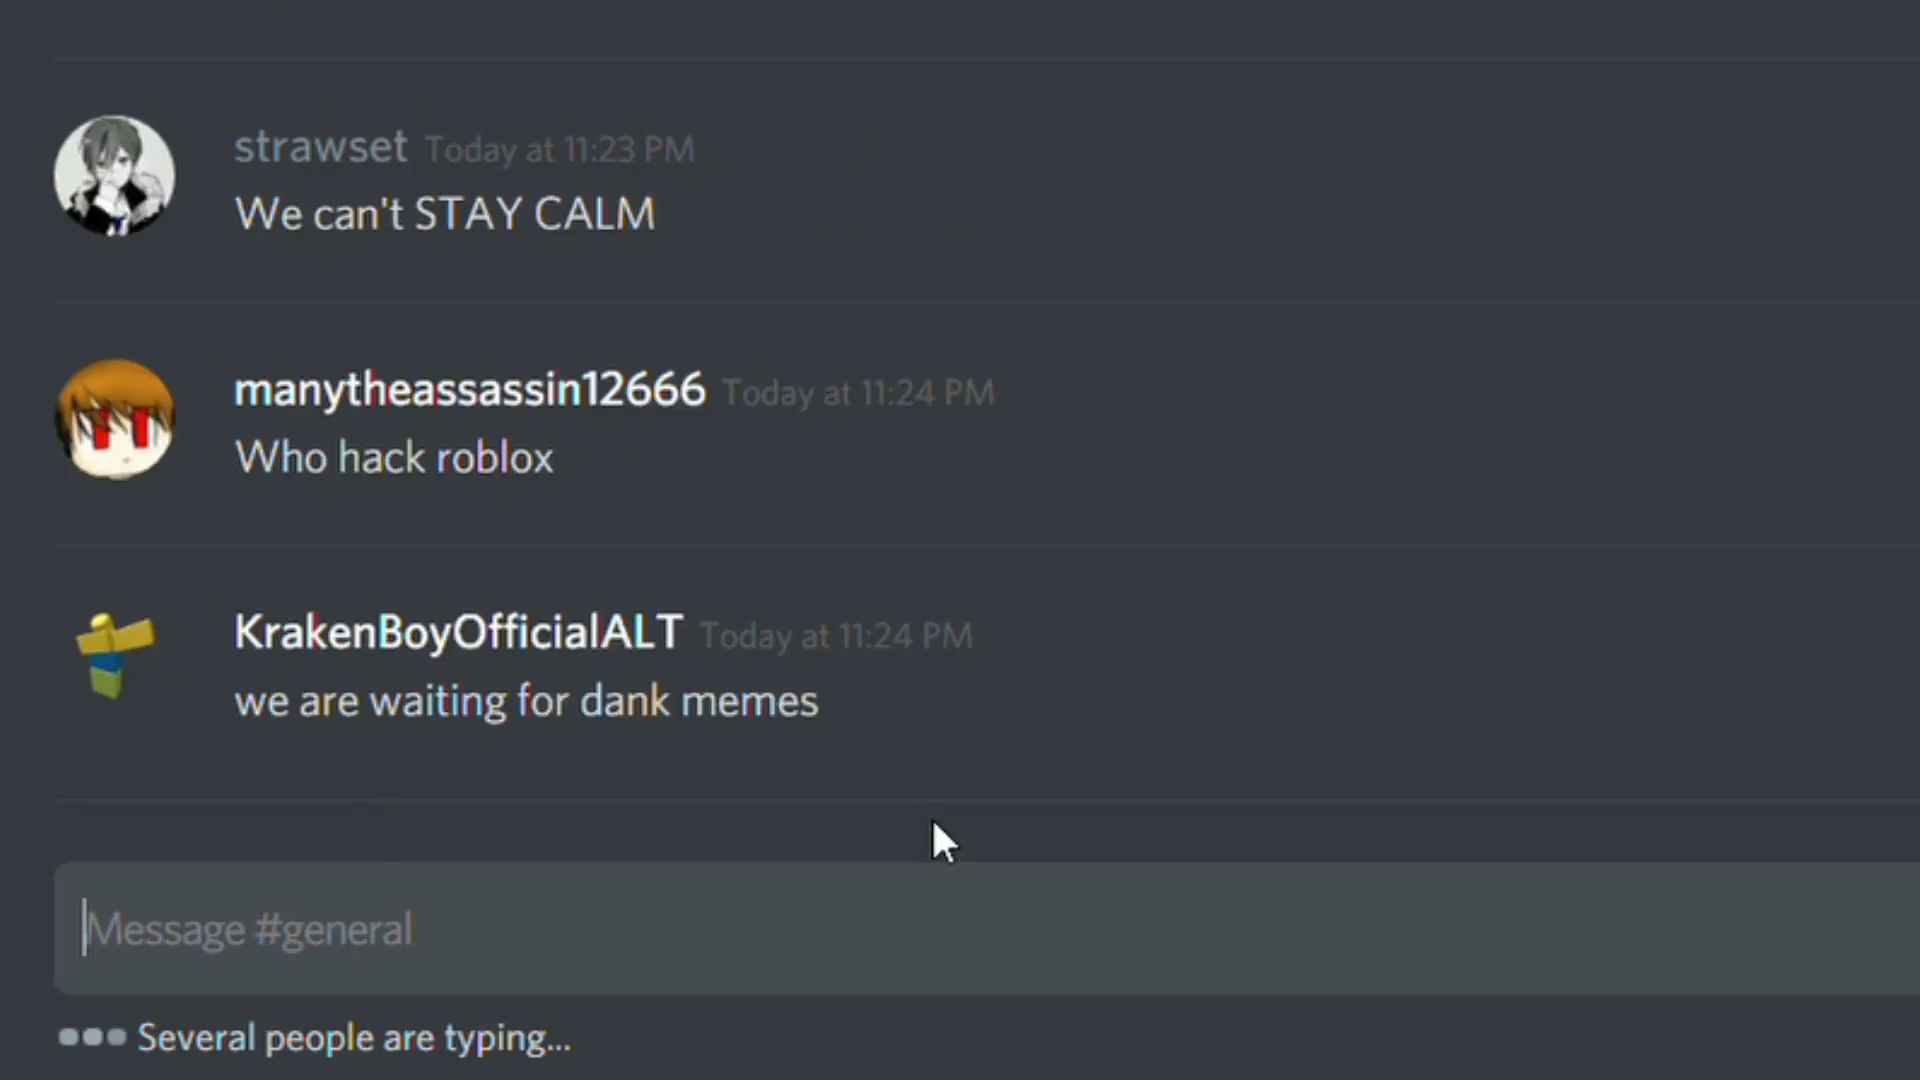 strawset Today at 11:23 PM
We can't STAY CALM
manytheassassin12666 Today at 11:24 PM
Who hack roblox
KrakenBoyOfficialALT Today at 11:24 PM
we are waiting for dank memes
Message #general
Several people are typing...